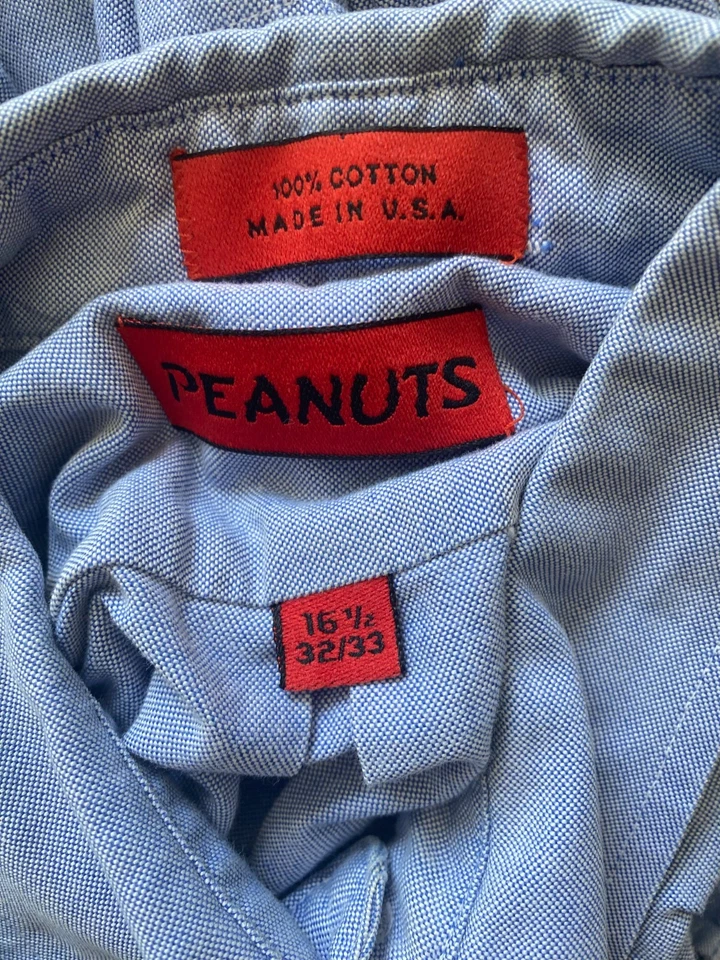 100% COTTON
MADE IN U.S.A.
PEANUTS
16 1/2
32/33